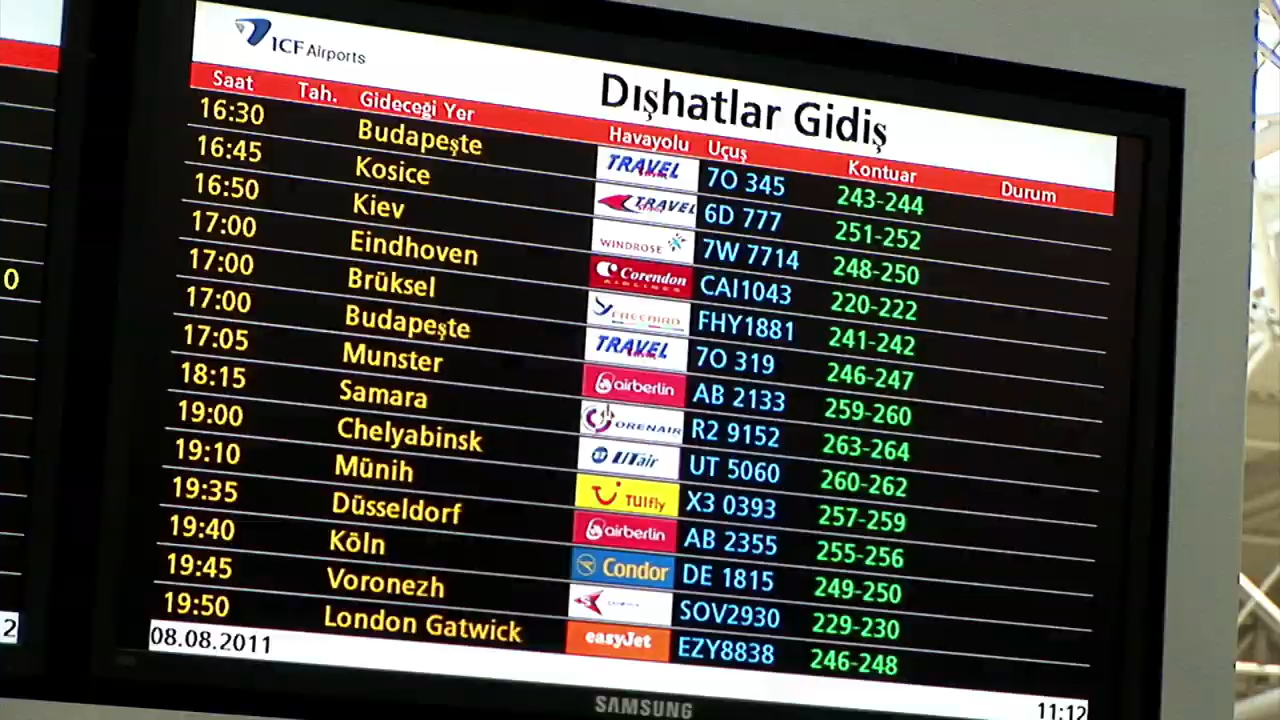 ICF Airports
Dışhatlar Gidiş
Saat Tah. Gideceği Yer Havayolu Uçuş Kontuar Durum
16:30 Budapeşte TRAVEL 7O 345 243-244
16:45 Kosice TRAVEL 6D 777 251-252
16:50 Kiev WINDROSE 7W 7714 248-250
17:00 Eindhoven Corendon AIRLINES CAI1043 220-222
17:00 Brüksel FREEBIRD FHY1881 241-242
17:00 Budapeşte TRAVEL 7O 319 246-247
17:05 Munster airberlin AB 2133 259-260
18:15 Samara ORENAIR R2 9152 263-264
19:00 Chelyabinsk UTair UT 5060 260-262
19:10 Münih TUIfly X3 0393 257-259
19:35 Düsseldorf airberlin AB 2355 255-256
19:40 Köln Condor DE 1815 249-250
19:45 Voronezh SOV2930 229-230
19:50 London Gatwick easyJet EZY8838 246-248
08.08.2011 11:12
SAMSUNG
0
2